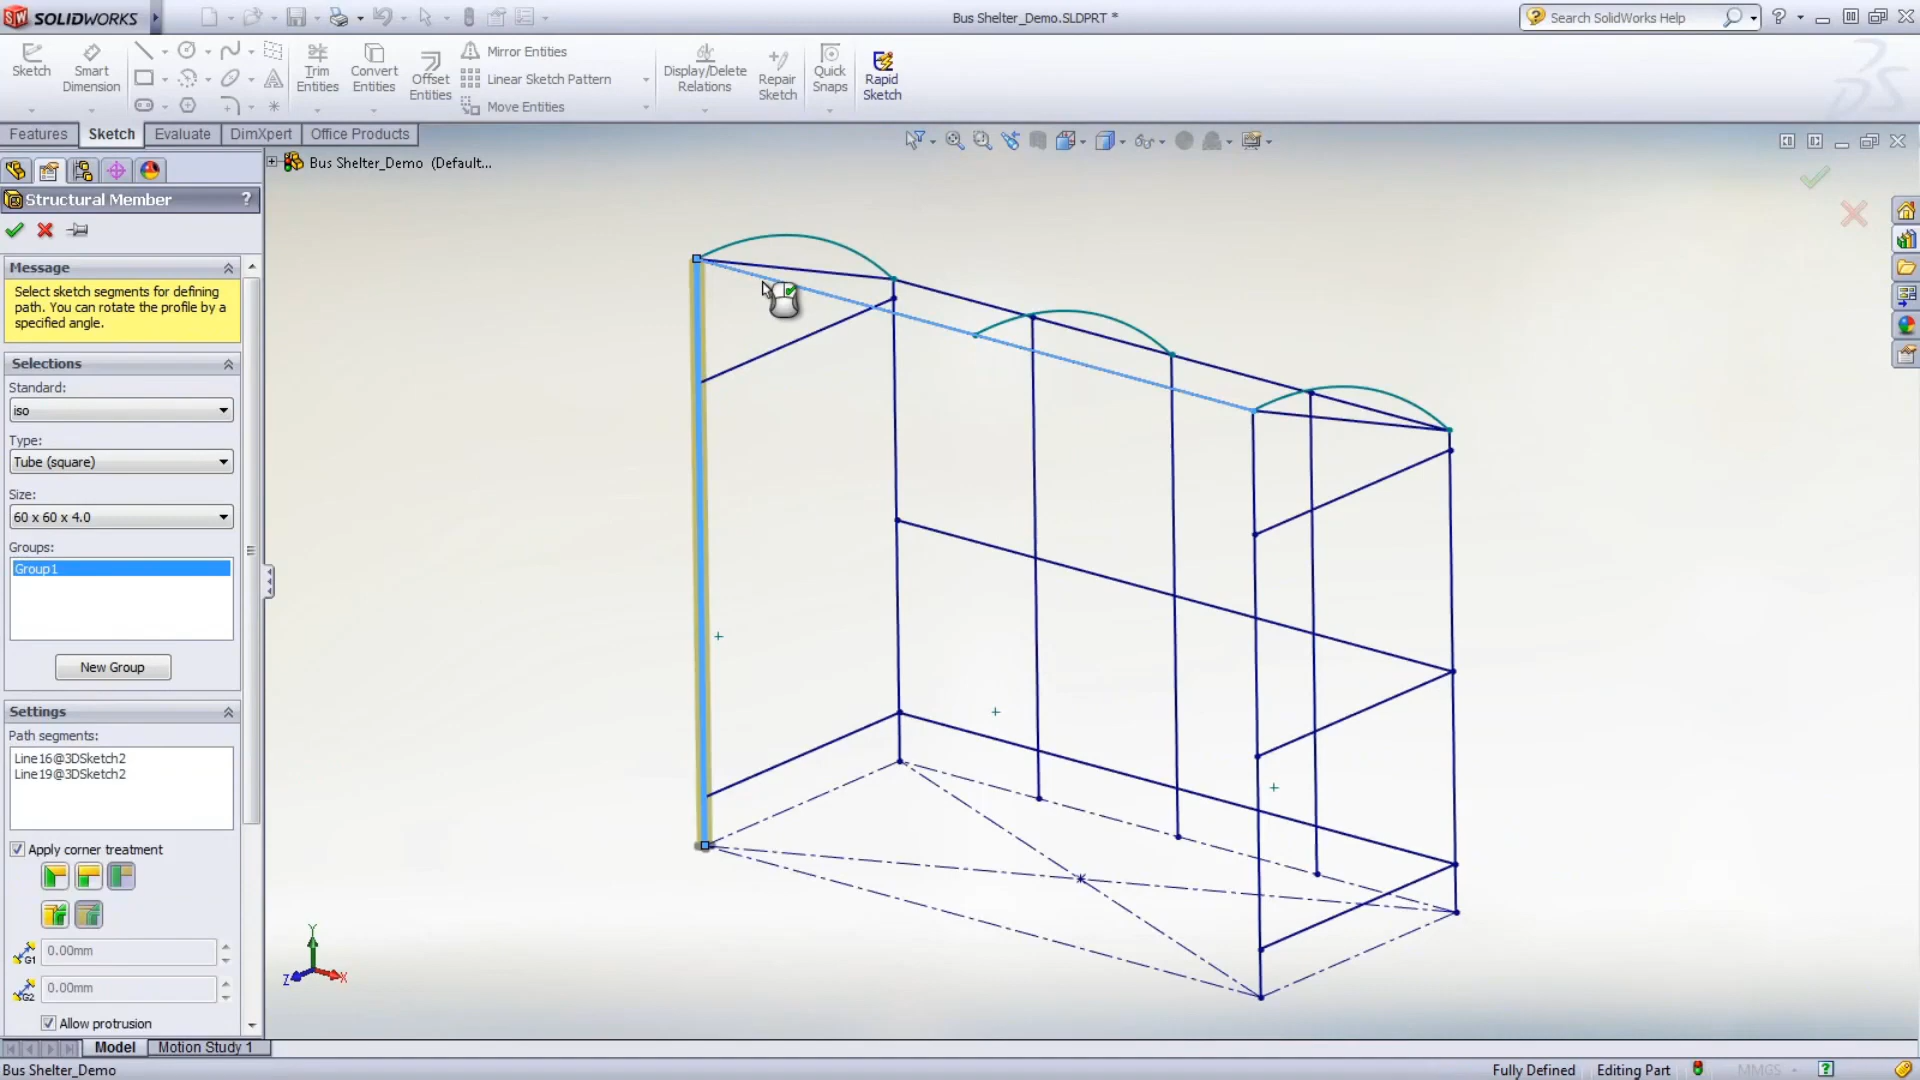 SOLIDWORKS
Bus Shelter_Demo.SLDPRT *
Search SolidWorks Help
Sketch
Smart Dimension
Trim Entities
Convert Entities
Offset Entities
Mirror Entities
Linear Sketch Pattern
Move Entities
Display/Delete Relations
Repair Sketch
Quick Snaps
Rapid Sketch
Features
Sketch
Evaluate
DimXpert
Office Products
Bus Shelter_Demo (Default...
Structural Member
?
Message
Select sketch segments for defining
path. You can rotate the profile by a
specified angle.
Selections
Standard:
iso
Type:
Tube (square)
Size:
60 x 60 x 4.0
Groups:
Group1
New Group
Settings
Path segments:
Line16@3DSketch2
Line19@3DSketch2
Apply corner treatment
G1
0.00mm
G2
0.00mm
Allow protrusion
Y
Z
X
Model
Motion Study 1
Bus Shelter_Demo
Fully Defined
Editing Part
MMGS
?